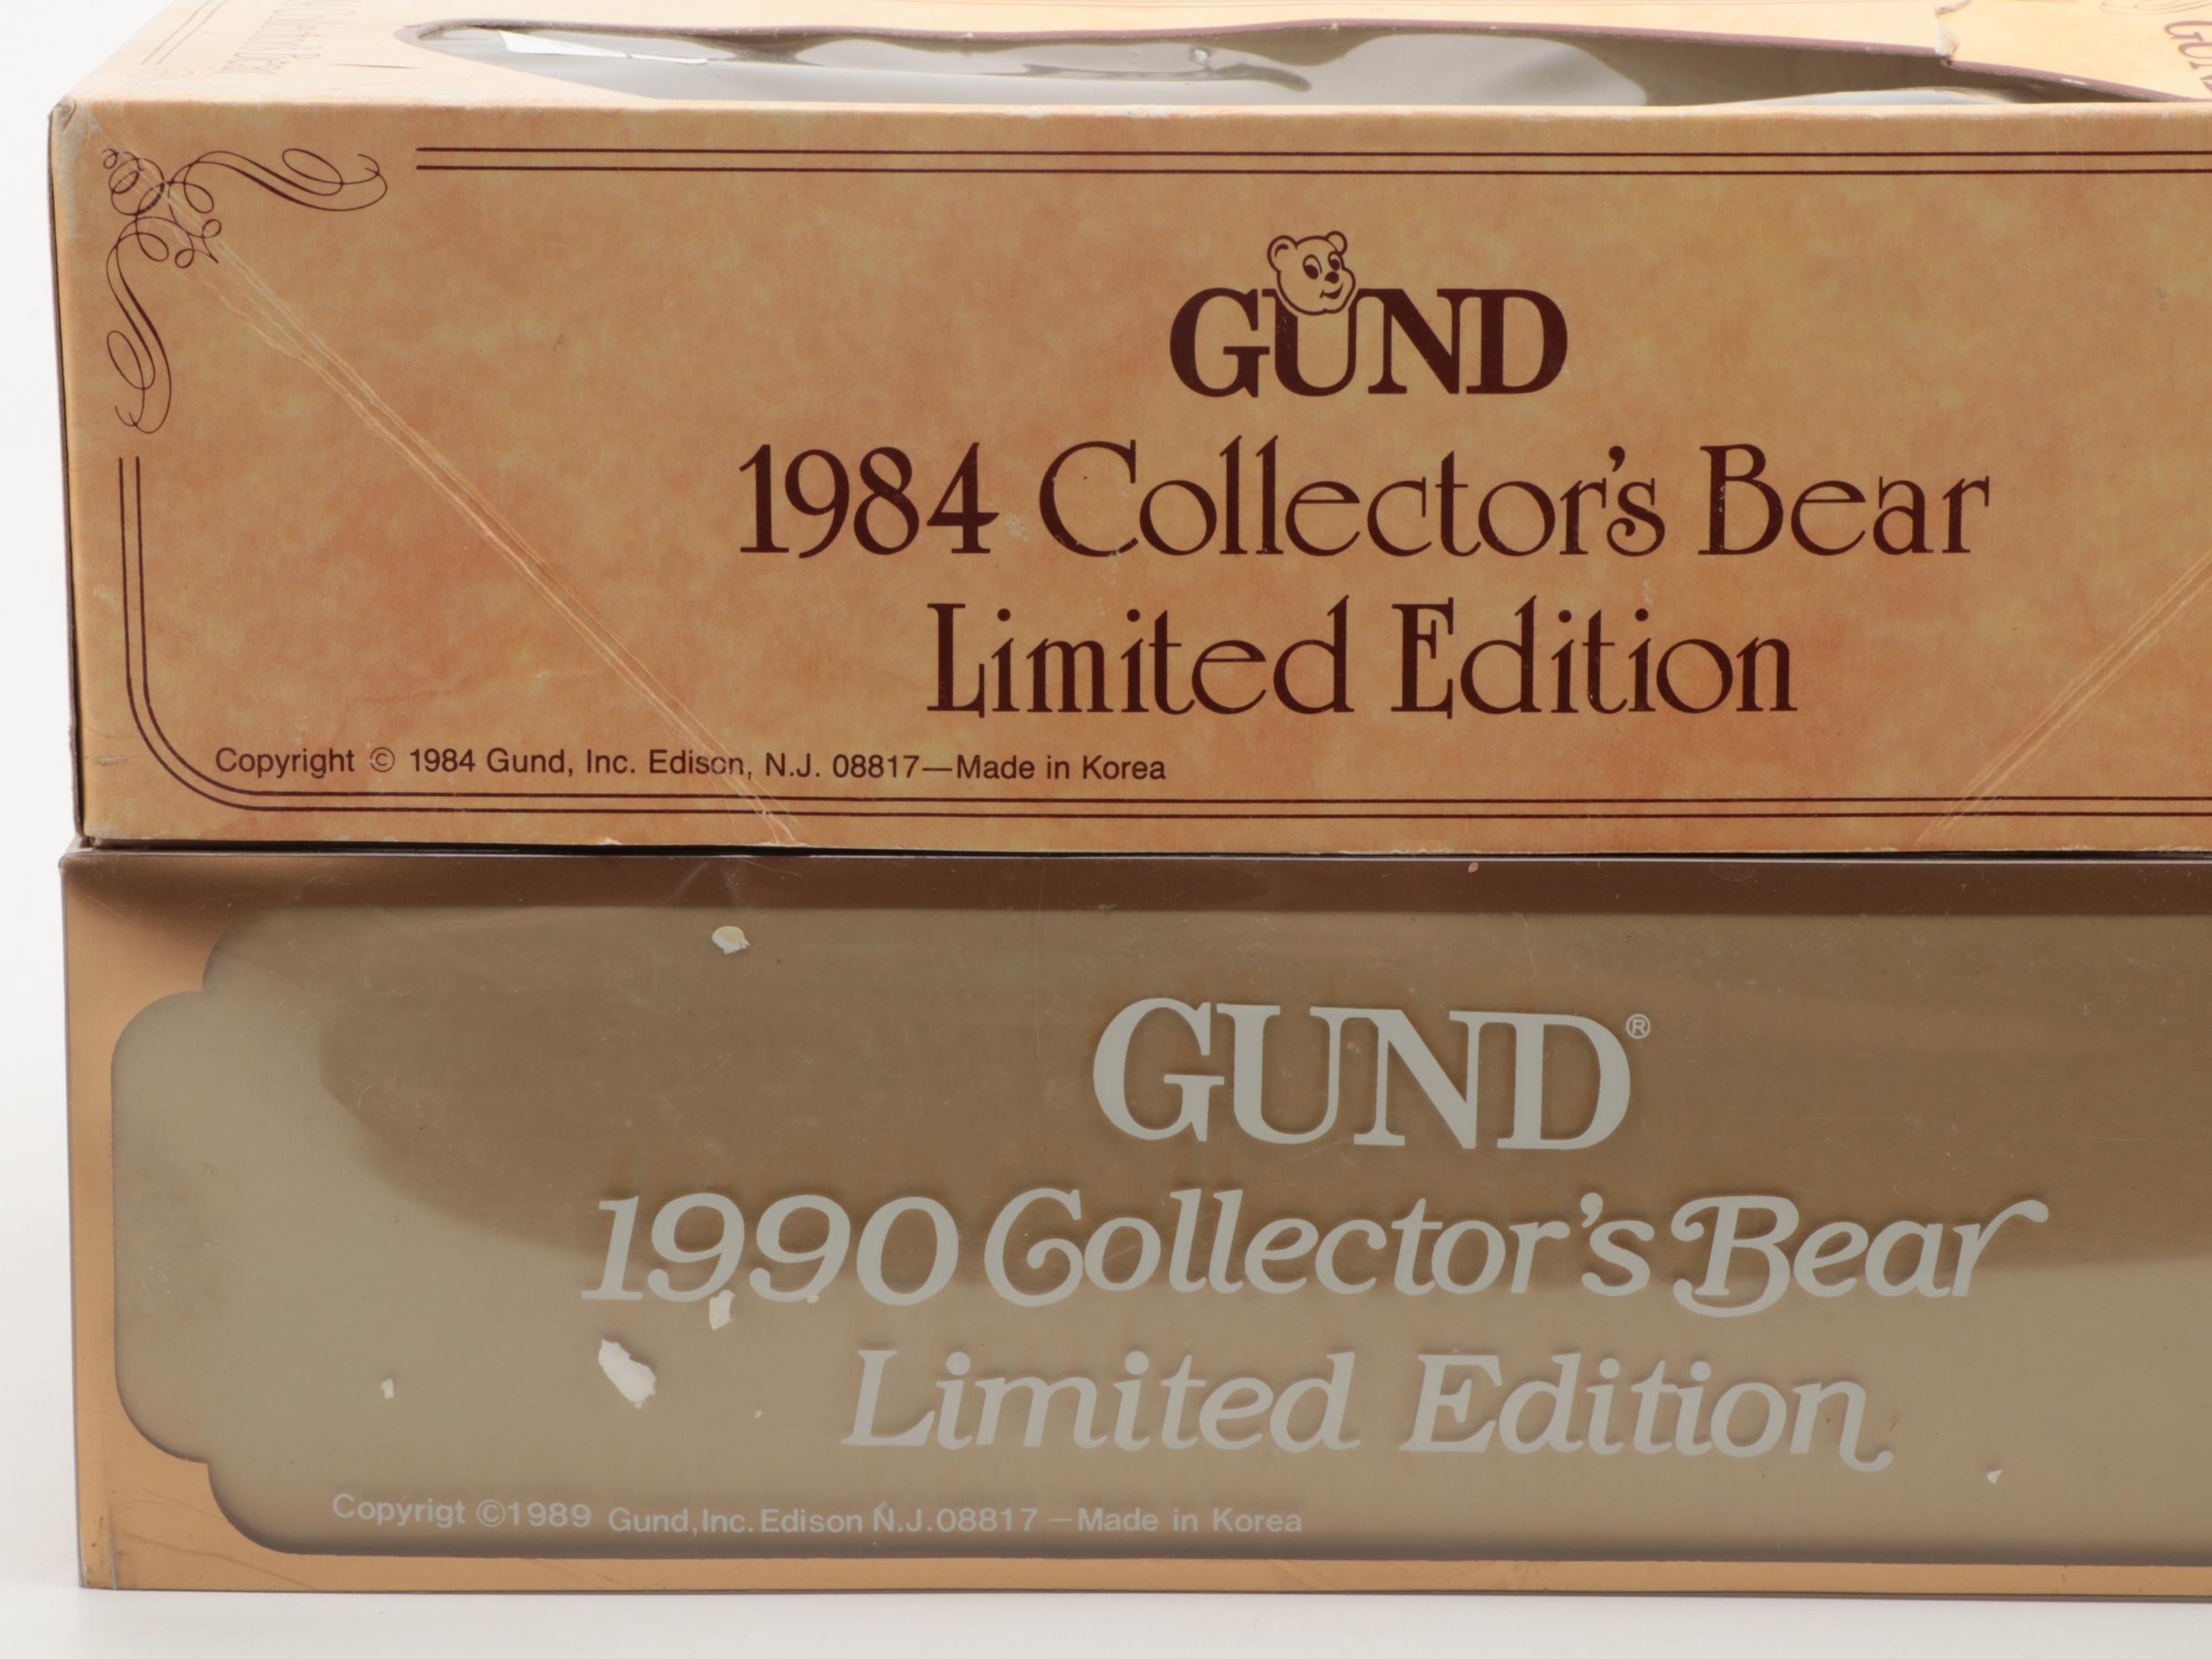 GUND
1984 Collector's Bear
Limited Edition
Copyright © 1984 Gund, Inc. Edison, N.J. 08817—Made in Korea
GUND®
1990 Collector's Bear
Limited Edition
Copyrigt ©1989 Gund,Inc. Edison N.J.08817 —Made in Korea